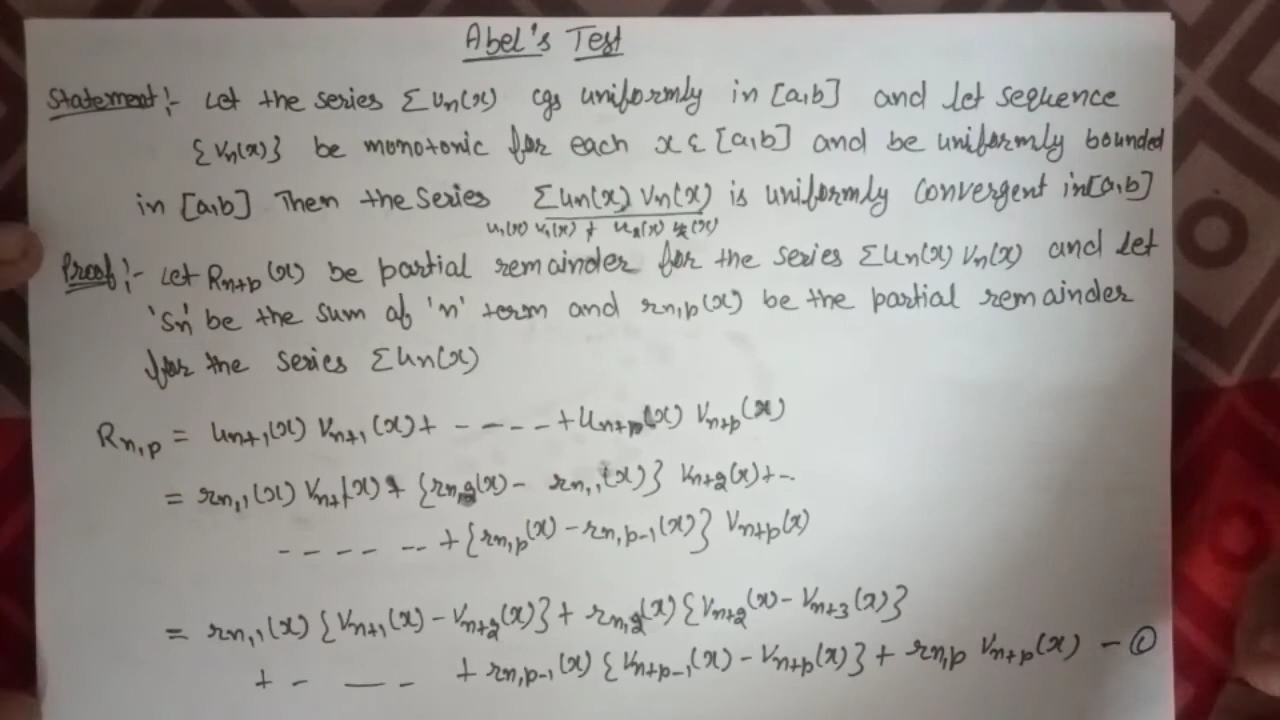 Abel's Test
Statement :- Let the series Σun(x) cgs uniformly in [a,b] and let sequence
{Vn(x)} be monotonic for each x ε [a,b] and be uniformly bounded
in [a,b] Then the series Σun(x) Vn(x) is uniformly convergent in [a,b]
u1(x) v1(x) + u2(x) v2(x)
Proof :- Let Rn+p(x) be partial remainder for the series Σun(x) Vn(x) and let
'Sn' be the sum of 'n' term and rn,p(x) be the partial remainder
for the series Σun(x)
Rn,p = un+1(x) Vn+1(x) + - - - - + un+p(x) Vn+p(x)
= rn,1(x) Vn+1(x) + {rn,2(x) - rn,1(x)} Vn+2(x) + - -
- - - - - - + {rn,p(x) - rn,p-1(x)} Vn+p(x)
= rn,1(x) {Vn+1(x) - Vn+2(x)} + rn,2(x) {Vn+2(x) - Vn+3(x)}
+ - - - - + rn,p-1(x) {Vn+p-1(x) - Vn+p(x)} + rn,p Vn+p(x) - ①